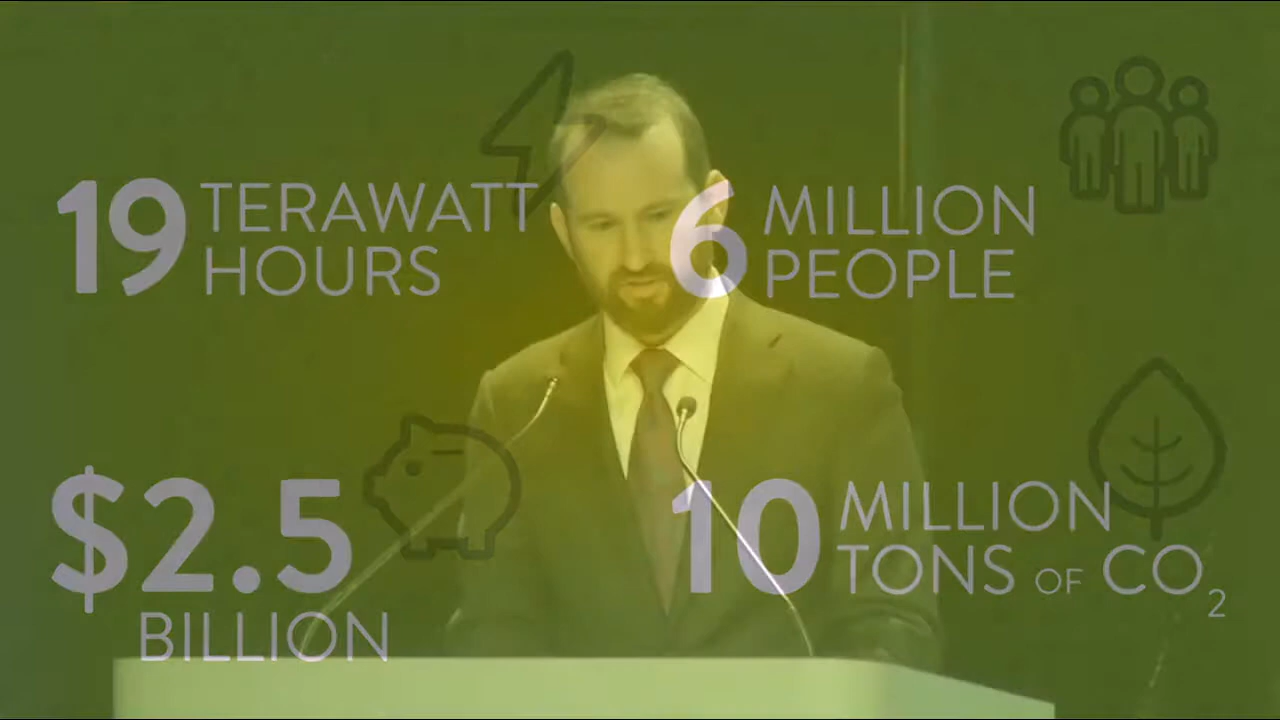 19 TERAWATT
HOURS
6 MILLION
PEOPLE
$2.5
BILLION
10 MILLION
TONS OF CO₂